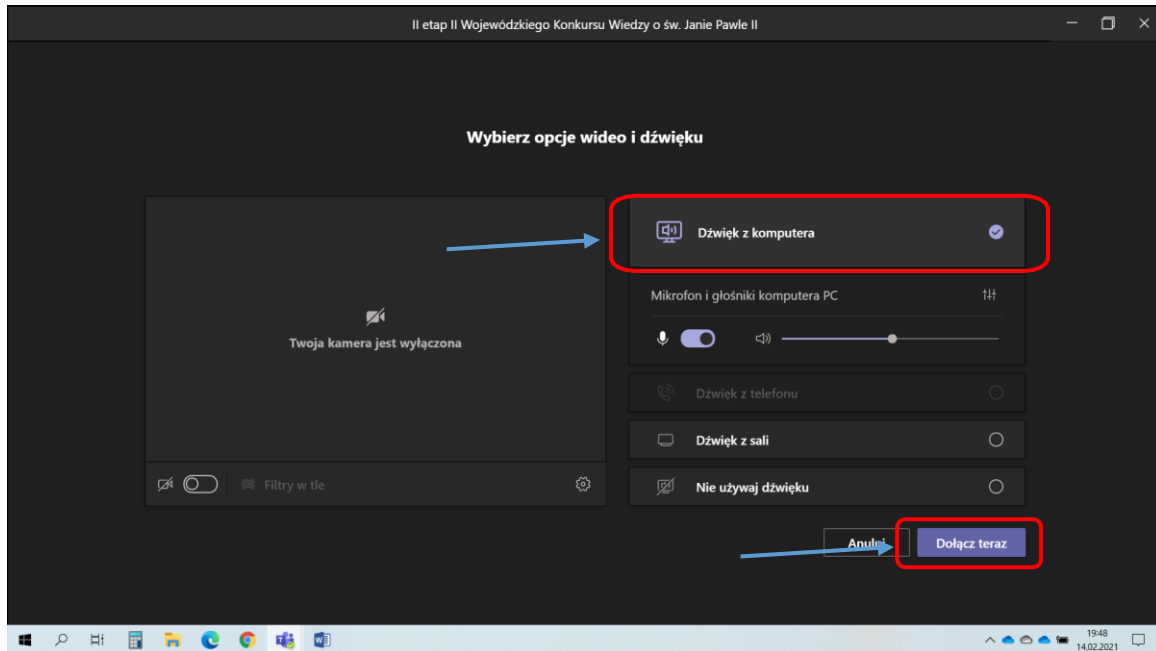 II etap II Wojewódzkiego Konkursu Wiedzy o św. Janie Pawle II
Wybierz opcje wideo i dźwięku
Dźwięk z komputera
Mikrofon i głośniki komputera PC
Twoja kamera jest wyłączona
Dźwięk z telefonu
Dźwięk z sali
Filtry w tle
Nie używaj dźwięku
Anuluj
Dołącz teraz
19:48
14.02.2021